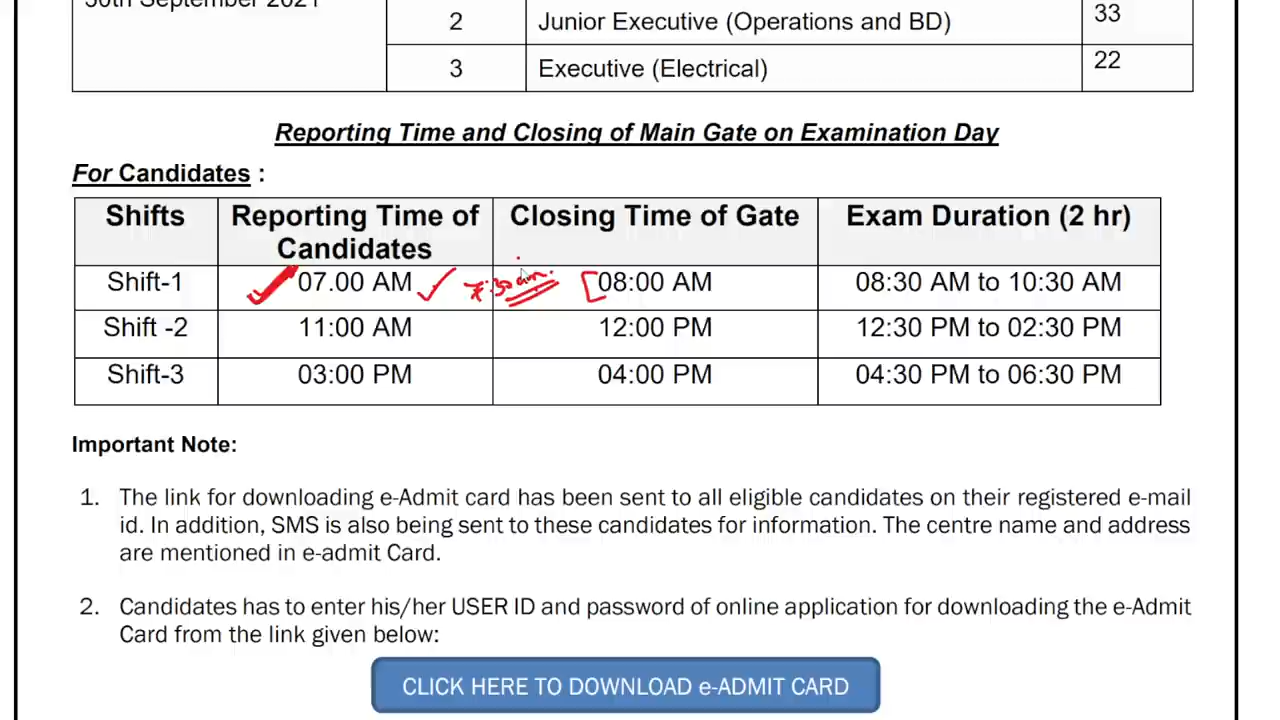 30th September 2021
2 Junior Executive (Operations and BD) 33
3 Executive (Electrical) 22
Reporting Time and Closing of Main Gate on Examination Day
For Candidates :
Shifts Reporting Time of Candidates Closing Time of Gate Exam Duration (2 hr)
Shift-1 07.00 AM 7:30 am. 08:00 AM 08:30 AM to 10:30 AM
Shift -2 11:00 AM 12:00 PM 12:30 PM to 02:30 PM
Shift-3 03:00 PM 04:00 PM 04:30 PM to 06:30 PM
Important Note:
1. The link for downloading e-Admit card has been sent to all eligible candidates on their registered e-mail
id. In addition, SMS is also being sent to these candidates for information. The centre name and address
are mentioned in e-admit Card.
2. Candidates has to enter his/her USER ID and password of online application for downloading the e-Admit
Card from the link given below:
CLICK HERE TO DOWNLOAD e-ADMIT CARD